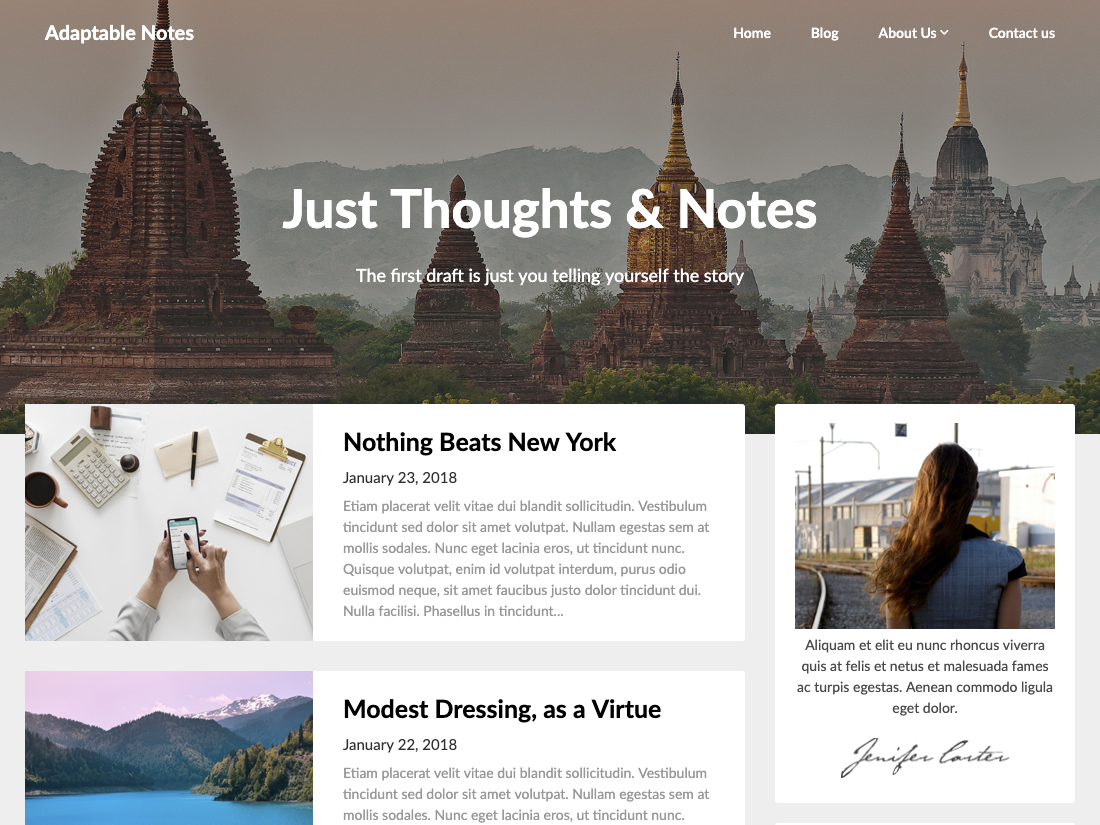 Adaptable Notes
Home
Blog
About Us
Contact us
Just Thoughts & Notes
The first draft is just you telling yourself the story
Nothing Beats New York
January 23, 2018
Etiam placerat velit vitae dui blandit sollicitudin. Vestibulum
tincidunt sed dolor sit amet volutpat. Nullam egestas sem at
mollis sodales. Nunc eget lacinia eros, ut tincidunt nunc.
Quisque volutpat, enim id volutpat interdum, purus odio
euismod neque, sit amet faucibus justo dolor tincidunt dui.
Nulla facilisi. Phasellus in tincidunt...
Modest Dressing, as a Virtue
January 22, 2018
Etiam placerat velit vitae dui blandit sollicitudin. Vestibulum
tincidunt sed dolor sit amet volutpat. Nullam egestas sem at
mollis sodales. Nunc eget lacinia eros, ut tincidunt nunc.
Aliquam et elit eu nunc rhoncus viverra
quis at felis et netus et malesuada fames
ac turpis egestas. Aenean commodo ligula
eget dolor.
Jenifer Carter